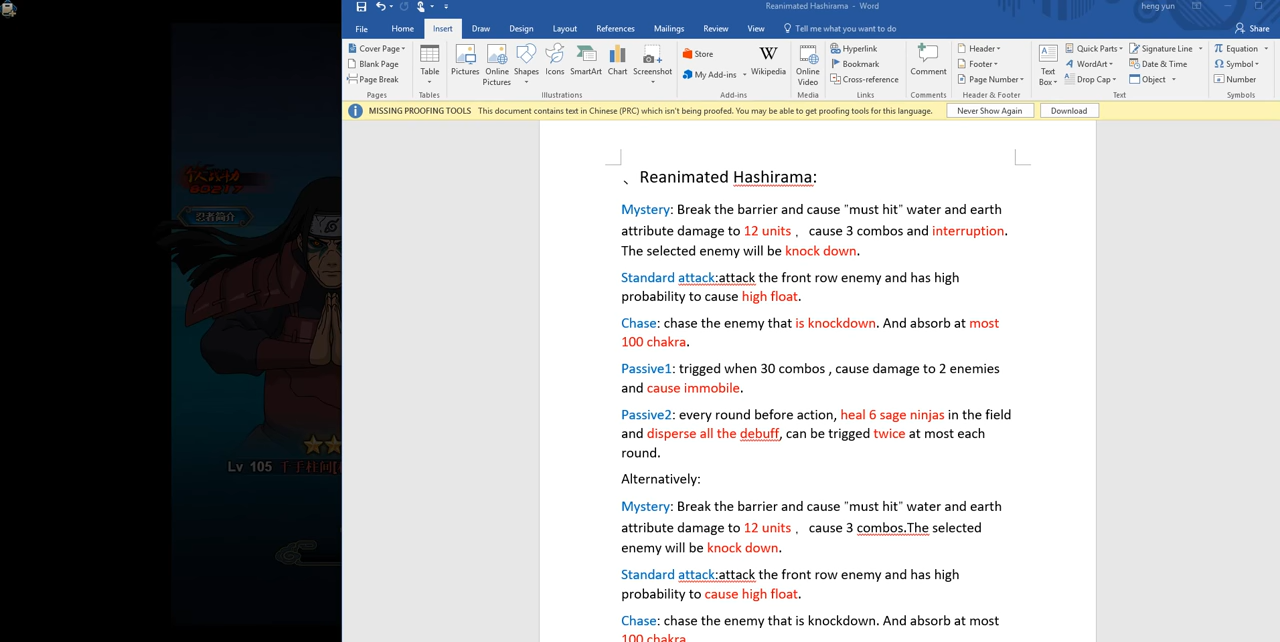 Reanimated Hashirama - Word
heng yun
File Home Insert Draw Design Layout References Mailings Review View Tell me what you want to do Share
Cover Page
Blank Page
Page Break
Pages
Table
Tables
Pictures
Online Pictures
Shapes
Icons
SmartArt
Chart
Screenshot
Illustrations
Store
My Add-ins
Wikipedia
Add-ins
Online Video
Media
Hyperlink
Bookmark
Cross-reference
Links
Comment
Comments
Header
Footer
Page Number
Header & Footer
Text Box
Quick Parts
WordArt
Drop Cap
Signature Line
Date & Time
Object
Text
Equation
Symbol
Number
Symbols
MISSING PROOFING TOOLS This document contains text in Chinese (PRC) which isn't being proofed. You may be able to get proofing tools for this language. Never Show Again Download
忍者简介
Lv 105 千手柱间[
、 Reanimated Hashirama:
Mystery: Break the barrier and cause "must hit" water and earth
attribute damage to 12 units ， cause 3 combos and interruption.
The selected enemy will be knock down.
Standard attack:attack the front row enemy and has high
probability to cause high float.
Chase: chase the enemy that is knockdown. And absorb at most
100 chakra.
Passive1: trigged when 30 combos , cause damage to 2 enemies
and cause immobile.
Passive2: every round before action, heal 6 sage ninjas in the field
and disperse all the debuff, can be trigged twice at most each
round.
Alternatively:
Mystery: Break the barrier and cause "must hit" water and earth
attribute damage to 12 units ， cause 3 combos.The selected
enemy will be knock down.
Standard attack:attack the front row enemy and has high
probability to cause high float.
Chase: chase the enemy that is knockdown. And absorb at most
100 chakra.